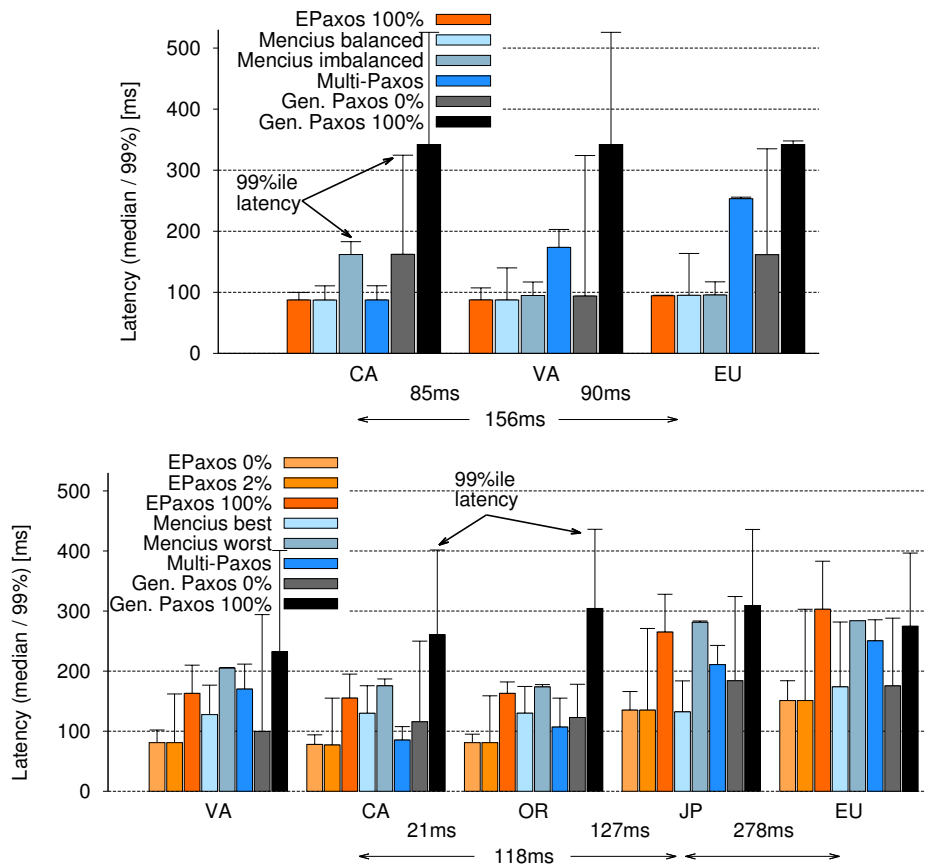 EPaxos 100%
Mencius balanced
Mencius imbalanced
Multi-Paxos
Gen. Paxos 0%
Gen. Paxos 100%
Latency (median / 99%) [ms]
500
400
300
200
100
0
99%ile
latency
CA VA EU
85ms 90ms
156ms
EPaxos 0%
EPaxos 2%
EPaxos 100%
Mencius best
Mencius worst
Multi-Paxos
Gen. Paxos 0%
Gen. Paxos 100%
Latency (median / 99%) [ms]
500
400
300
200
100
0
99%ile
latency
VA CA OR JP EU
21ms 127ms 278ms
118ms